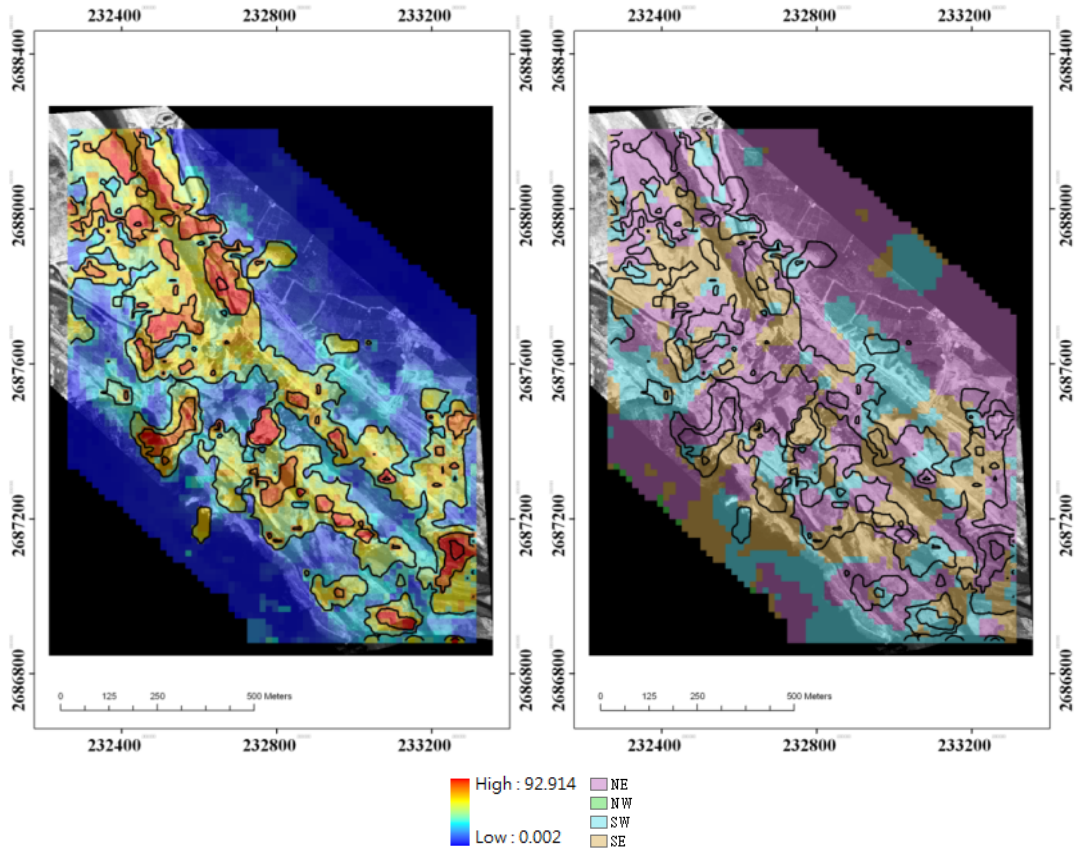 232400 232800 233200 232400 232800 233200
2688400 2688400 2688400 2688400
2688000 2688000 2688000 2688000
2687600 2687600 2687600 2687600
2687200 2687200 2687200 2687200
2686800 2686800 2686800 2686800
0 125 250 500 Meters 0 125 250 500 Meters
232400 232800 233200 232400 232800 233200
High : 92.914
Low : 0.002
NE
NW
SW
SE